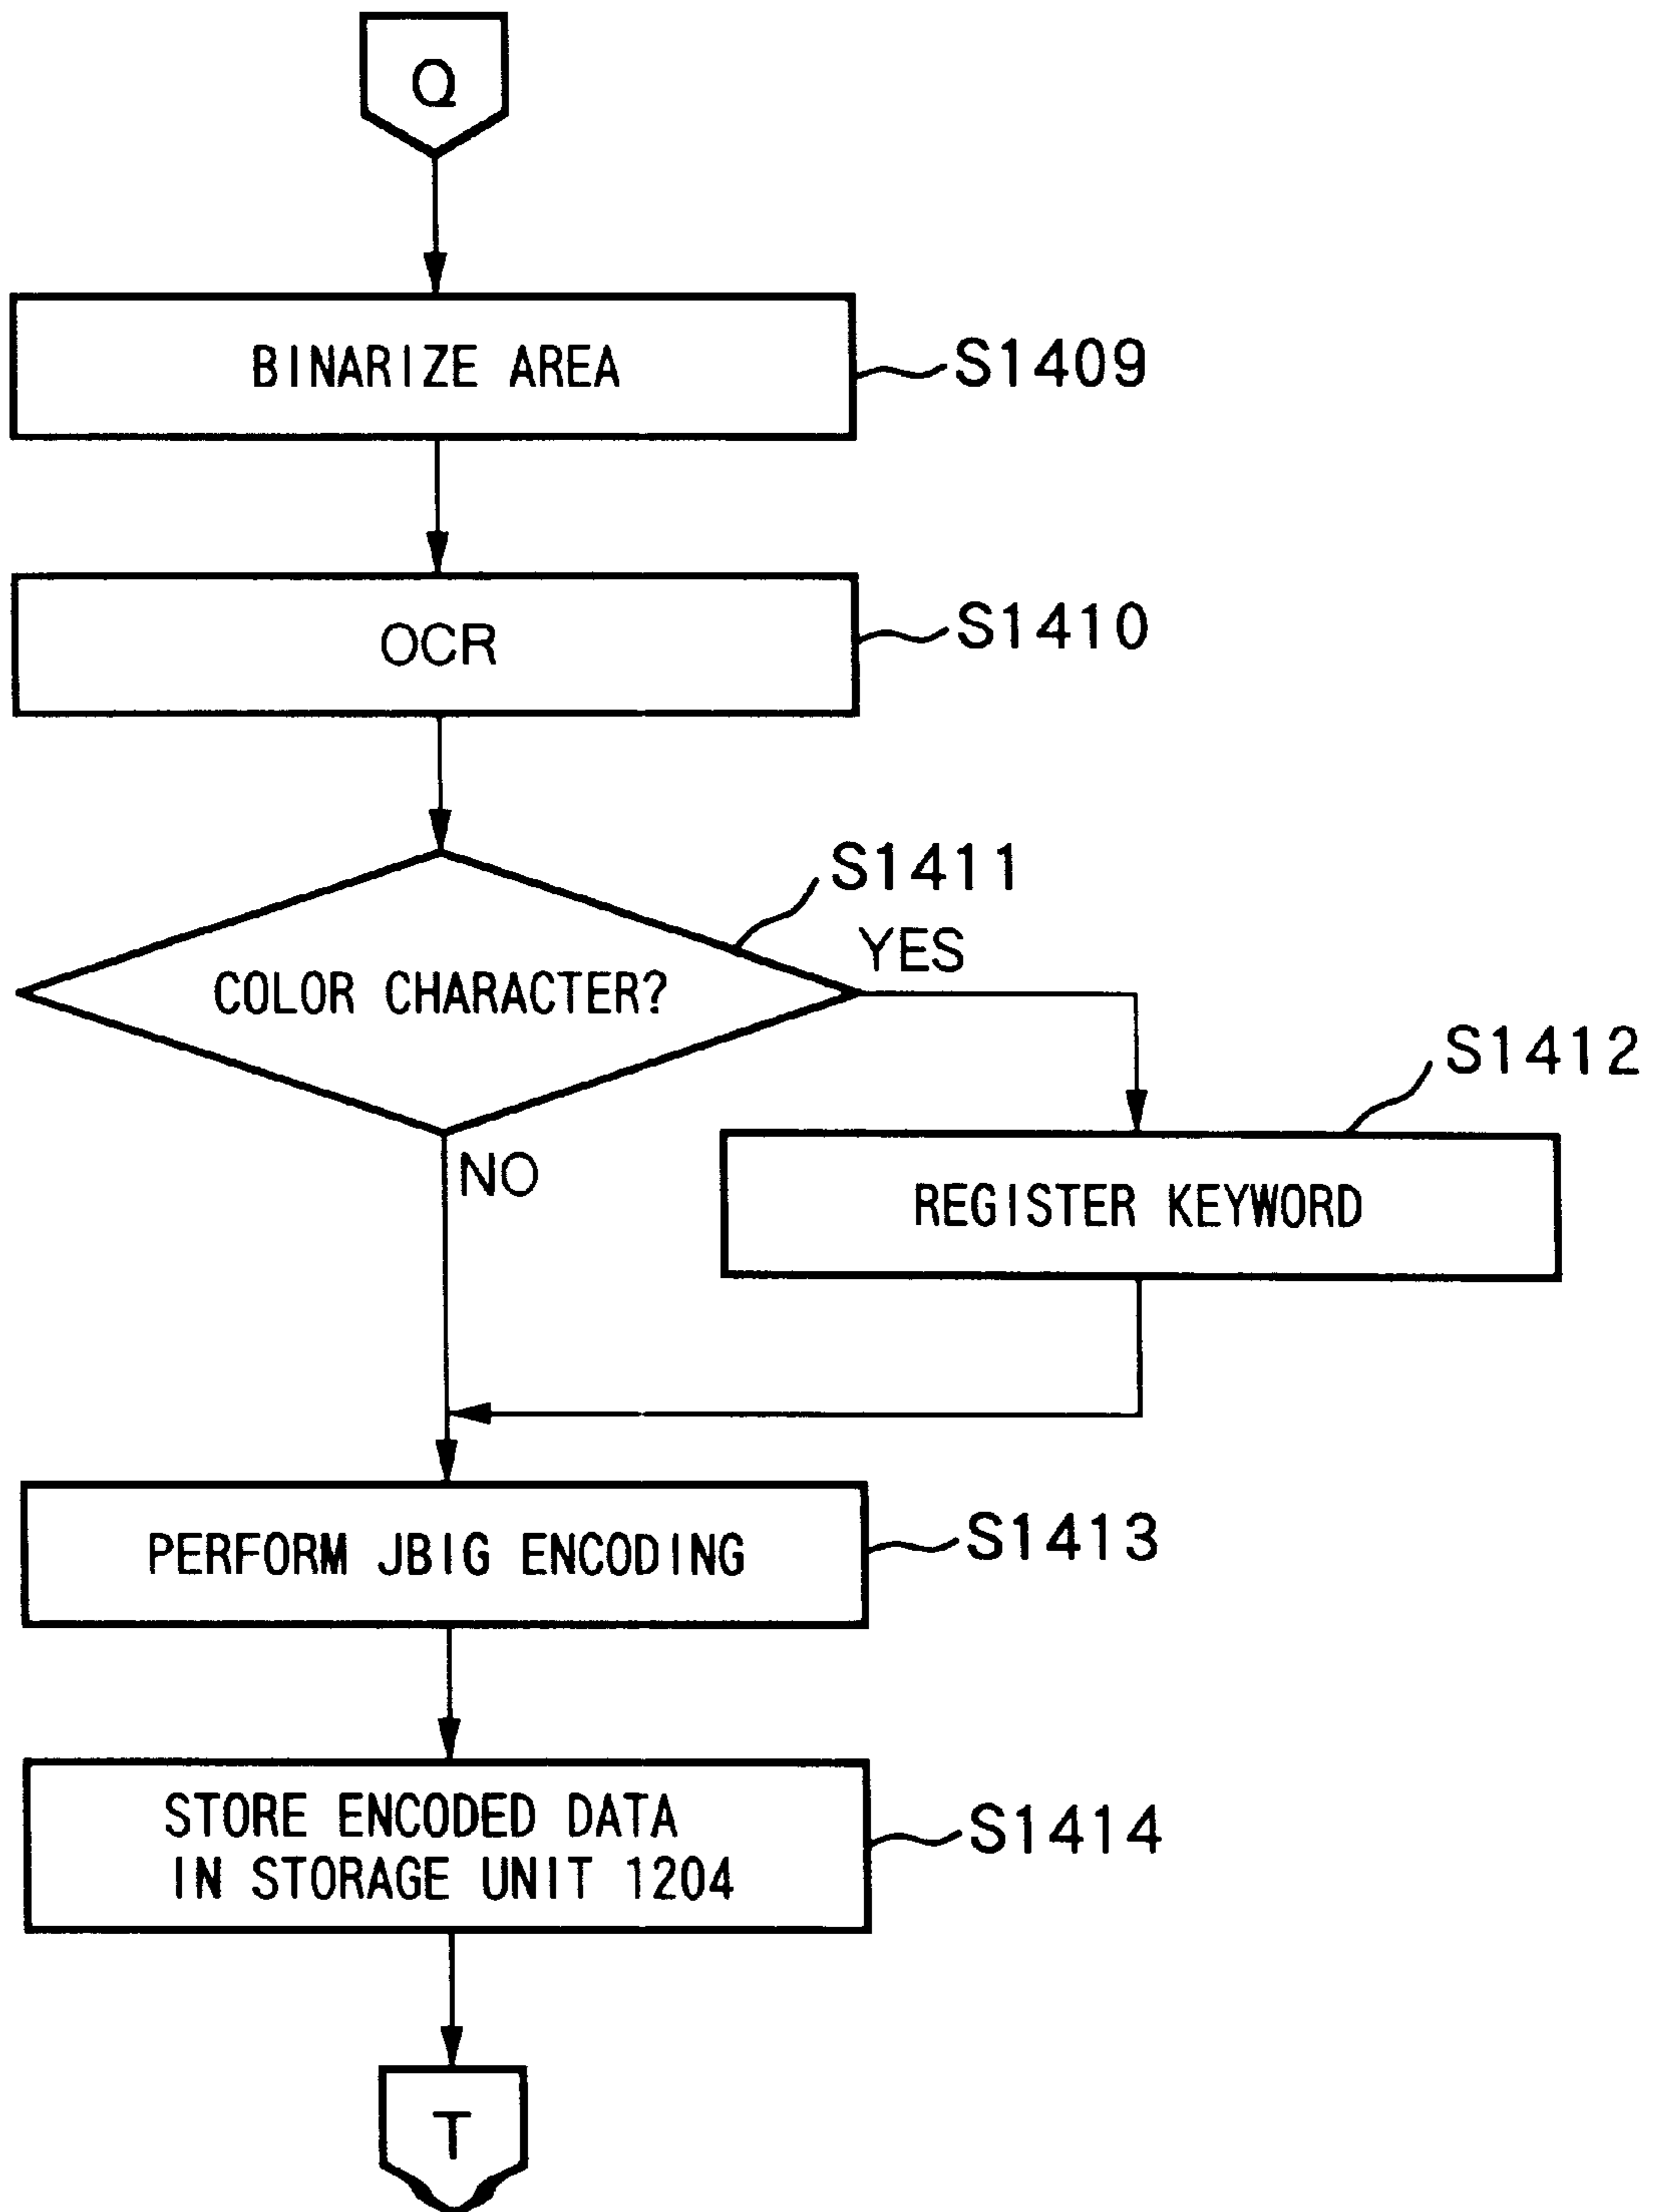 Q
BINARIZE AREA
S1409
OCR
S1410
S1411
COLOR CHARACTER?
YES
S1412
NO
REGISTER KEYWORD
PERFORM JBIG ENCODING
S1413
STORE ENCODED DATA
IN STORAGE UNIT 1204
S1414
T